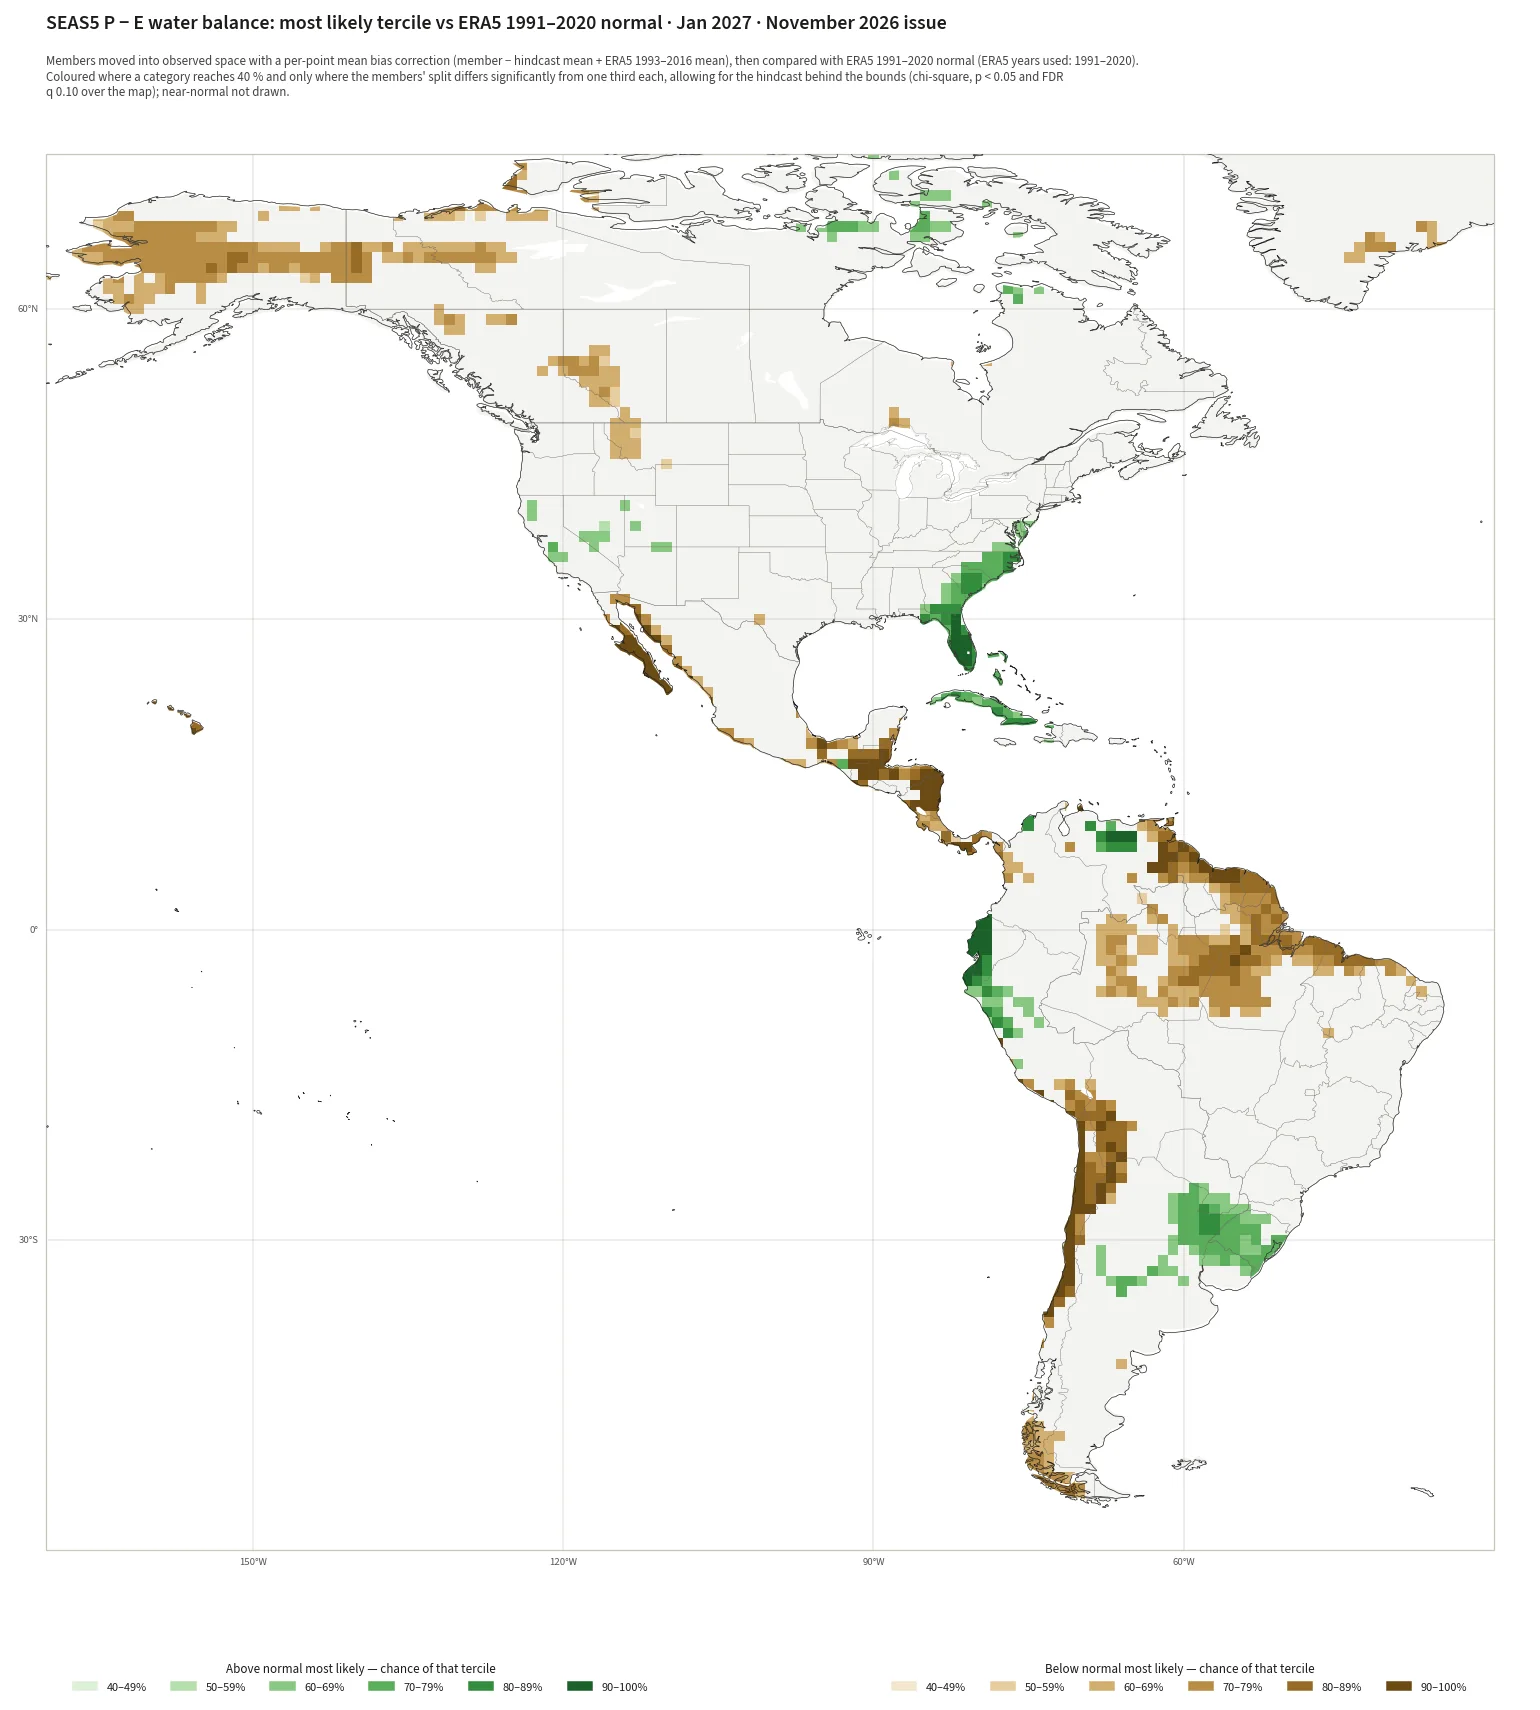 SEAS5 P − E water balance: most likely tercile vs ERA5 1991–2020 normal · Jan 2027 · November 2026 issue
Members moved into observed space with a per-point mean bias correction (member − hindcast mean + ERA5 1993–2016 mean), then compared with ERA5 1991–2020 normal (ERA5 years used: 1991–2020).
Coloured where a category reaches 40 % and only where the members' split differs significantly from one third each, allowing for the hindcast behind the bounds (chi-square, p < 0.05 and FDR
q 0.10 over the map); near-normal not drawn.
60°N
30°N
0°
30°S
150°W 120°W 90°W 60°W
Above normal most likely — chance of that tercile
40–49% 50–59% 60–69% 70–79% 80–89% 90–100%
Below normal most likely — chance of that tercile
40–49% 50–59% 60–69% 70–79% 80–89% 90–100%